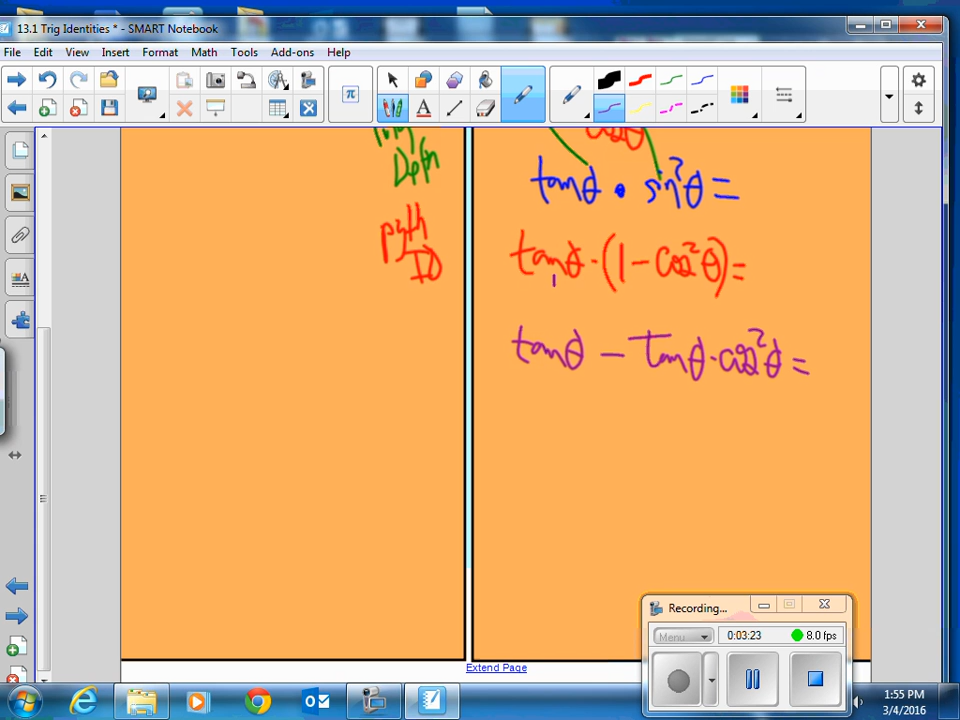 13.1 Trig Identities * - SMART Notebook
File Edit View Insert Format Math Tools Add-ons Help
Defn
pyth
ID
cosθ
tanθ • sin²θ =
tanθ · (1 - cos²θ) =
tanθ - Tanθ · cos²θ =
Extend Page
Recording...
Menu 0:03:23 8.0 fps
1:55 PM
3/4/2016